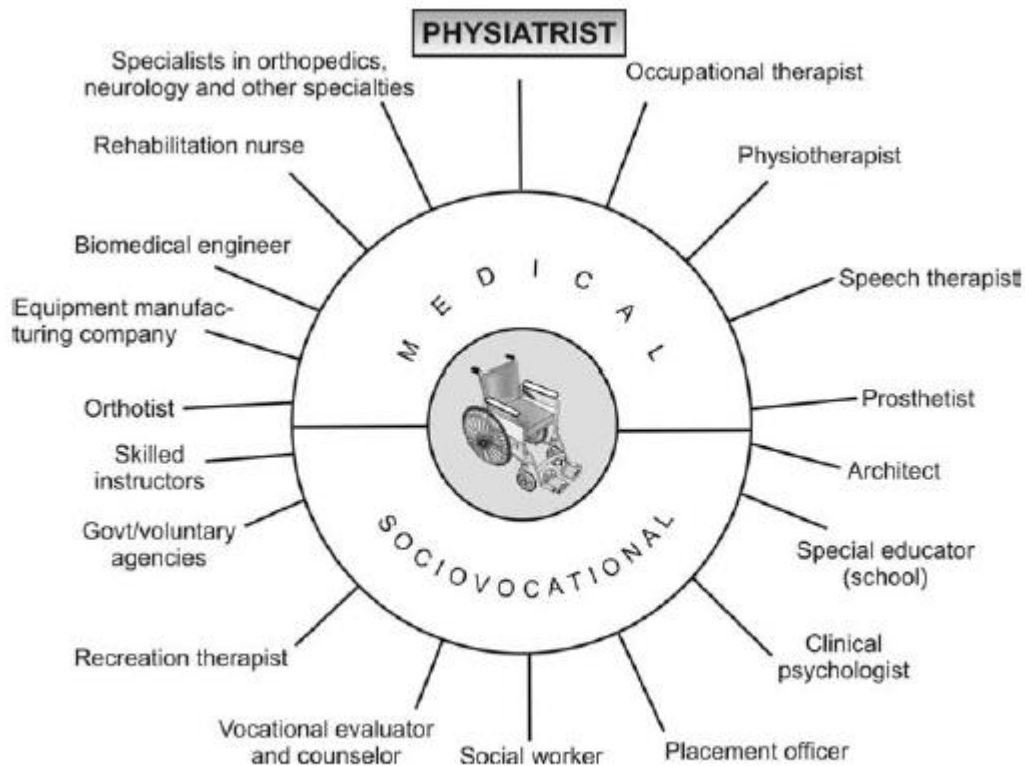 PHYSIATRIST
Specialists in orthopedics,
neurology and other specialties
Occupational therapist
Rehabilitation nurse
Physiotherapist
Biomedical engineer
Speech therapist
Equipment manufac-
turing company
Orthotist
Prosthetist
MEDICAL
SOCIOVOCATIONAL
Skilled
instructors
Architect
Govt/voluntary
agencies
Special educator
(school)
Recreation therapist
Clinical
psychologist
Vocational evaluator
and counselor
Social worker
Placement officer